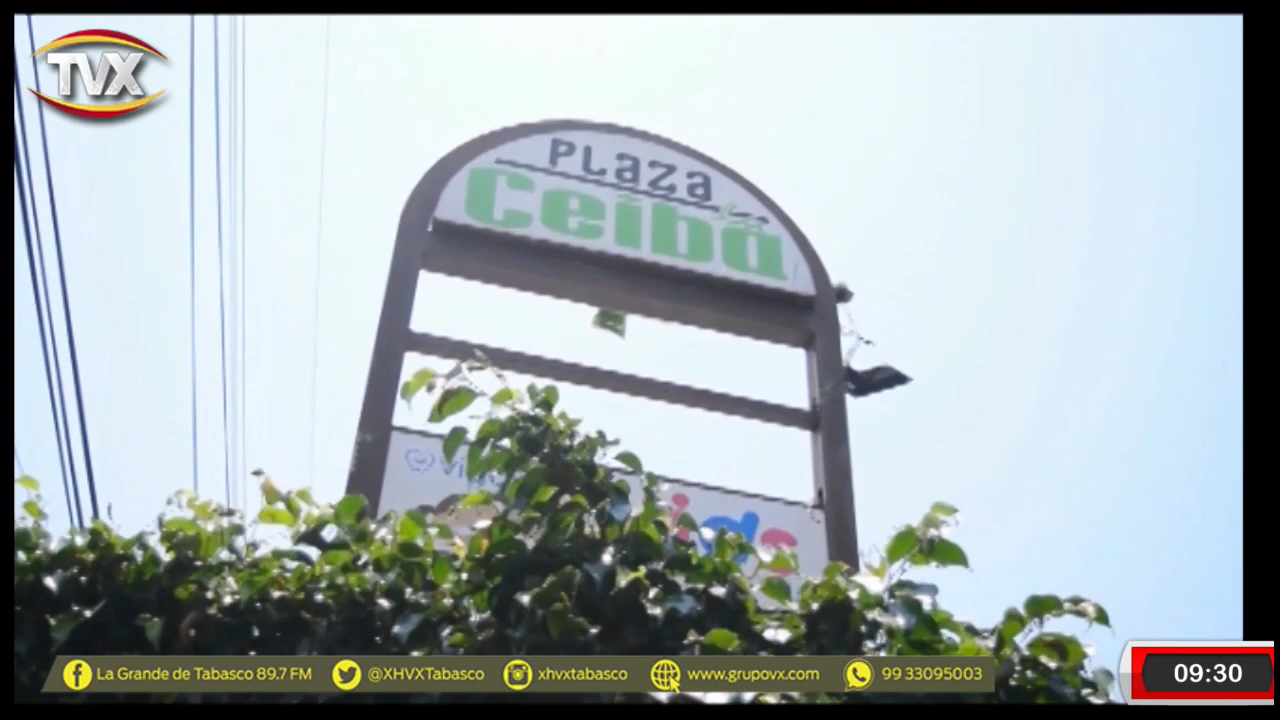 TVX
PLaza
Ceiba
La Grande de Tabasco 89.7 FM
@XHVXTabasco
xhvxtabasco
www.grupovx.com
99 33095003
09:30